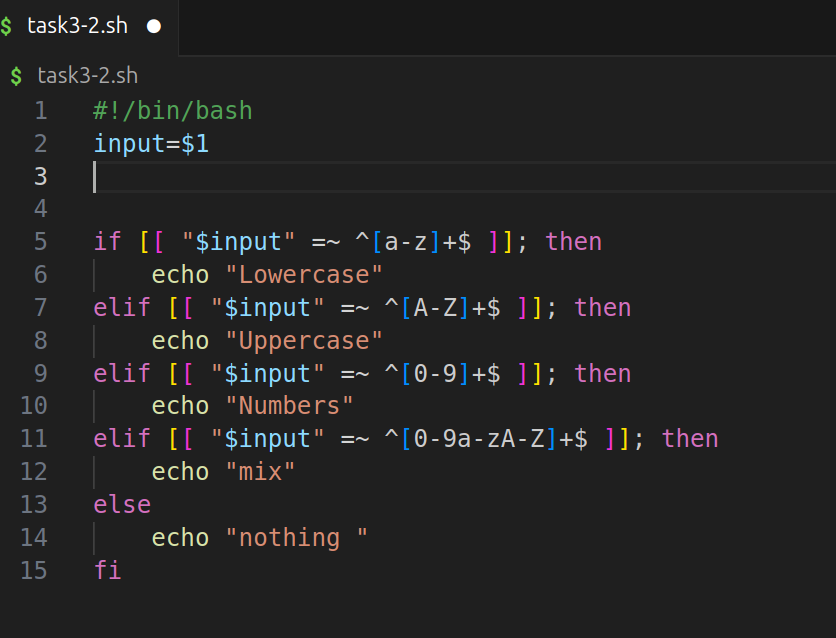 $ task3-2.sh ●
$ task3-2.sh
1 #!/bin/bash
2 input=$1
3
4
5 if [[ "$input" =~ ^[a-z]+$ ]]; then
6     echo "Lowercase"
7 elif [[ "$input" =~ ^[A-Z]+$ ]]; then
8     echo "Uppercase"
9 elif [[ "$input" =~ ^[0-9]+$ ]]; then
10     echo "Numbers"
11 elif [[ "$input" =~ ^[0-9a-zA-Z]+$ ]]; then
12     echo "mix"
13 else
14     echo "nothing "
15 fi